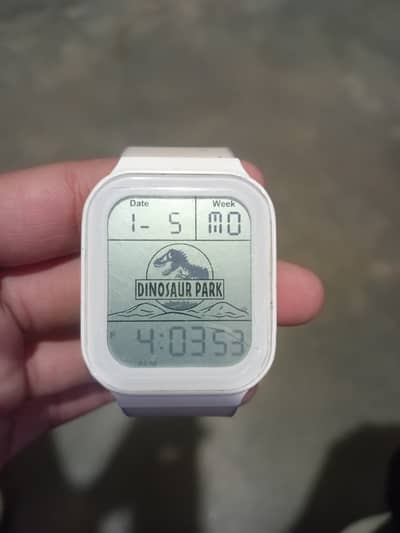 Date Week
1- 5 MO
DINOSAUR PARK
P 4:03 53